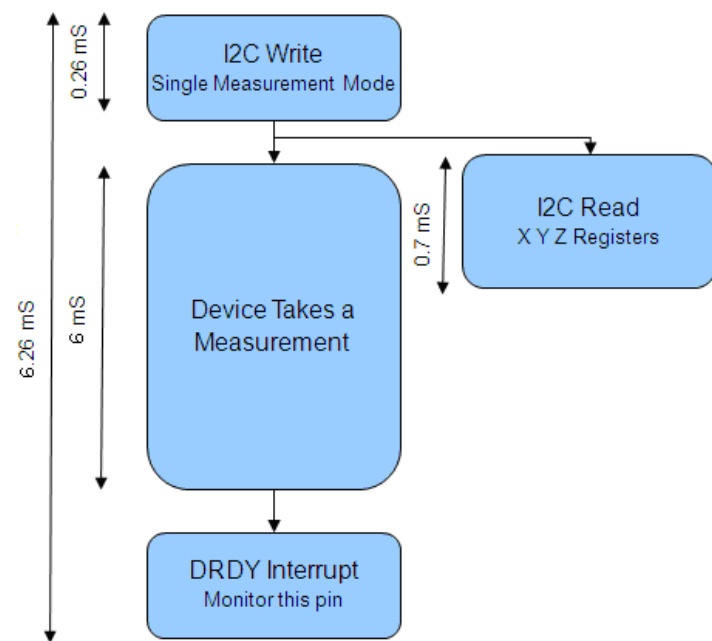 0.26 mS
I2C Write
Single Measurement Mode
6.26 mS
6 mS
Device Takes a
Measurement
0.7 mS
I2C Read
X Y Z Registers
DRDY Interrupt
Monitor this pin